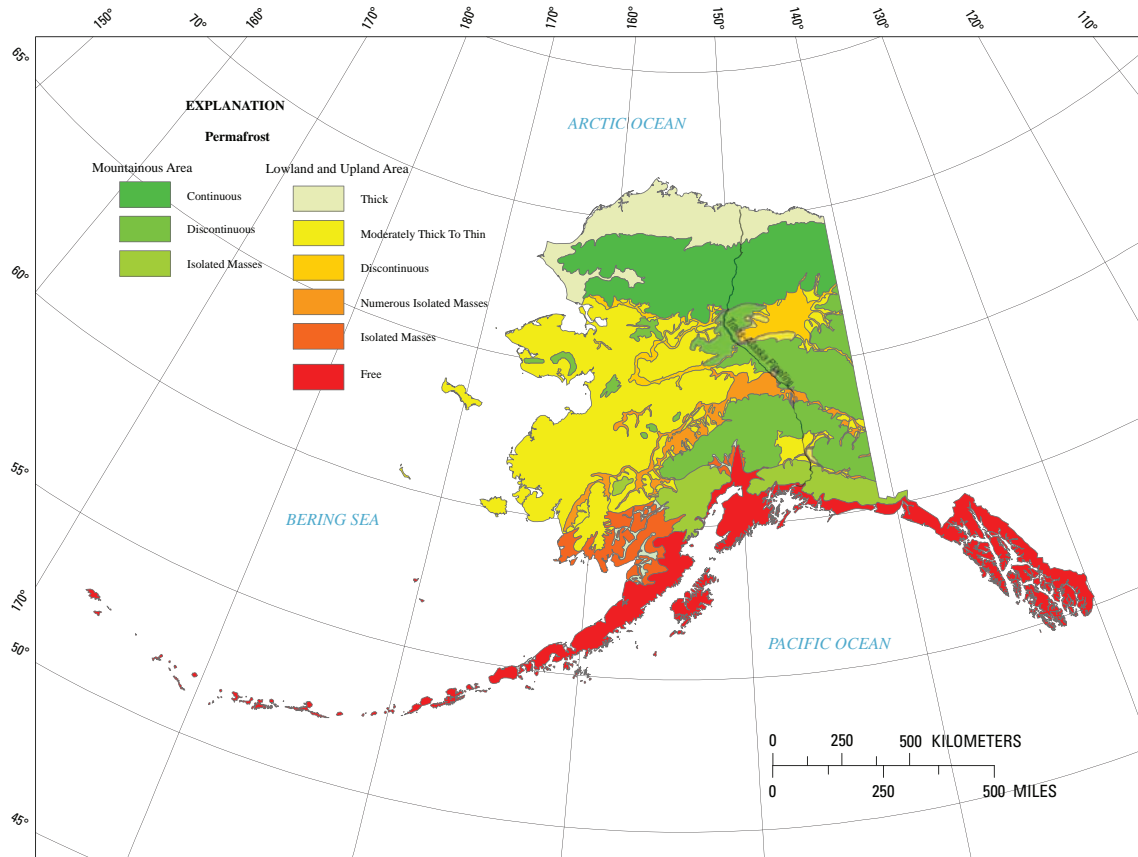 150°
70°
160°
170°
180°
170°
160°
150°
140°
130°
120°
110°
65°
60°
55°
170°
50°
45°
EXPLANATION
Permafrost
Mountainous Area
Continuous
Discontinuous
Isolated Masses
Lowland and Upland Area
Thick
Moderately Thick To Thin
Discontinuous
Numerous Isolated Masses
Isolated Masses
Free
ARCTIC OCEAN
BERING SEA
PACIFIC OCEAN
0 250 500 KILOMETERS
0 250 500 MILES